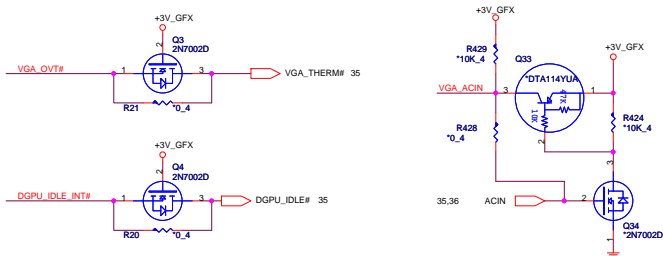 +3V_GFX
Q3
2N7002D
2
1
3
VGA_OVT#
VGA_THERM# 35
R21
*0_4
+3V_GFX
Q4
2N7002D
2
1
3
DGPU_IDLE_INT#
DGPU_IDLE# 35
R20
*0_4
+3V_GFX
R429
*10K_4
+3V_GFX
Q33
*DTA114YUA
VGA_ACIN
3
1
47K
10K
2
R428
*0_4
R424
*10K_4
3
35,36
ACIN
2
Q34
*2N7002D
1